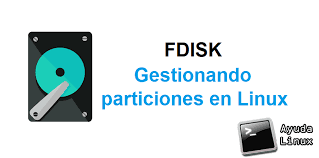 FDISK
Gestionando
particiones en Linux
>_
Ayuda
Linux